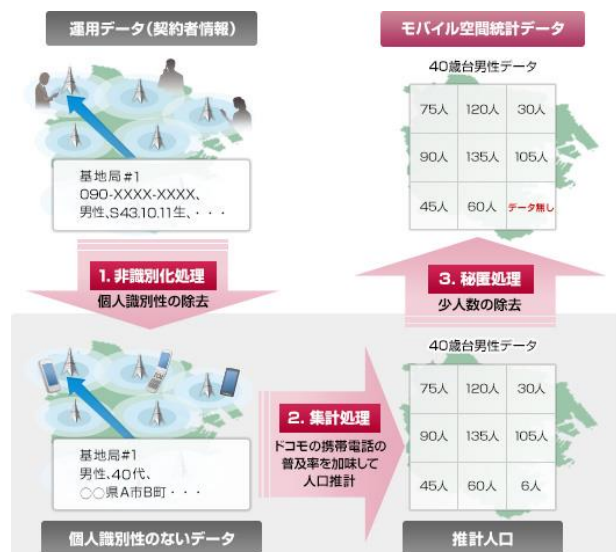 運用データ(契約者情報)
基地局#1
090-XXXX-XXXX、
男性、S43.10.11生、・・・
1. 非識別化処理
個人識別性の除去
基地局#1
男性、40代、
○○県A市B町・・・
個人識別性のないデータ
2. 集計処理
ドコモの携帯電話の
普及率を加味して
人口推計
40歳台男性データ
75人 120人 30人
90人 135人 105人
45人 60人 6人
推計人口
3. 秘匿処理
少人数の除去
モバイル空間統計データ
40歳台男性データ
75人 120人 30人
90人 135人 105人
45人 60人 データ無し